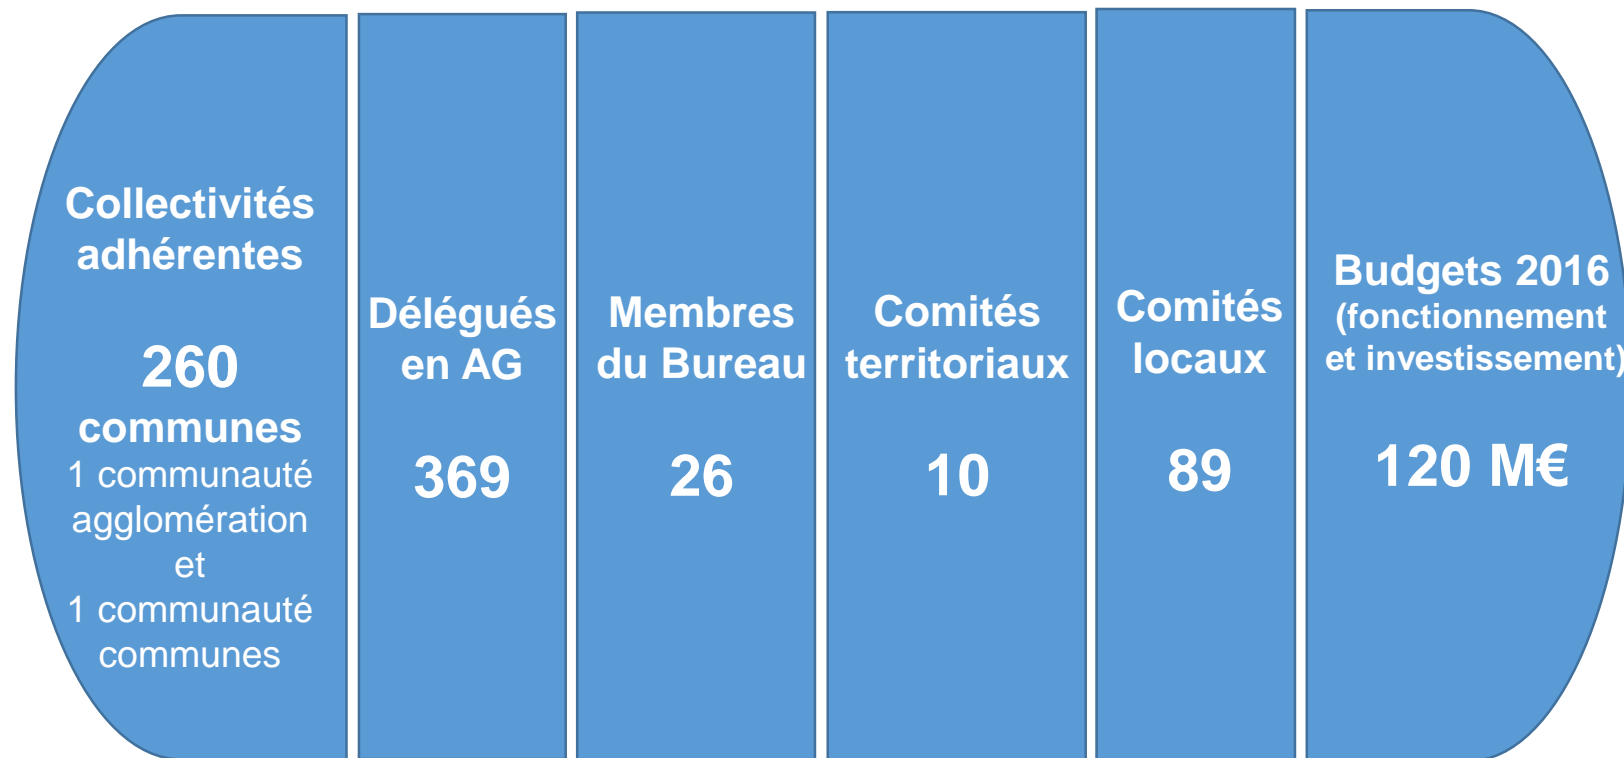 Collectivités
adhérentes
260
communes
1 communauté
agglomération
et
1 communauté
communes
Délégués
en AG
369
Membres
du Bureau
26
Comités
territoriaux
10
Comités
locaux
89
Budgets 2016
(fonctionnement
et investissement)
120 M€